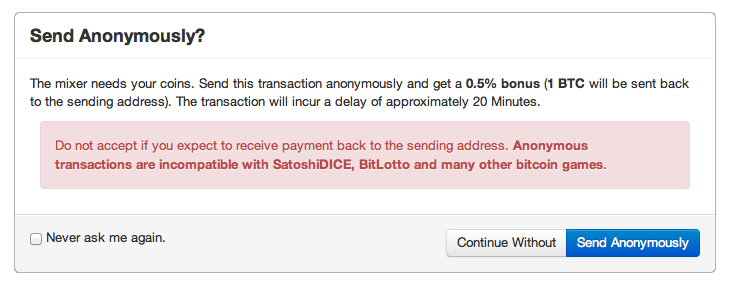 Send Anonymously?
The mixer needs your coins. Send this transaction anonymously and get a 0.5% bonus (1 BTC will be sent back
to the sending address). The transaction will incur a delay of approximately 20 Minutes.
Do not accept if you expect to receive payment back to the sending address. Anonymous
transactions are incompatible with SatoshiDICE, BitLotto and many other bitcoin games.
Never ask me again.
Continue Without
Send Anonymously